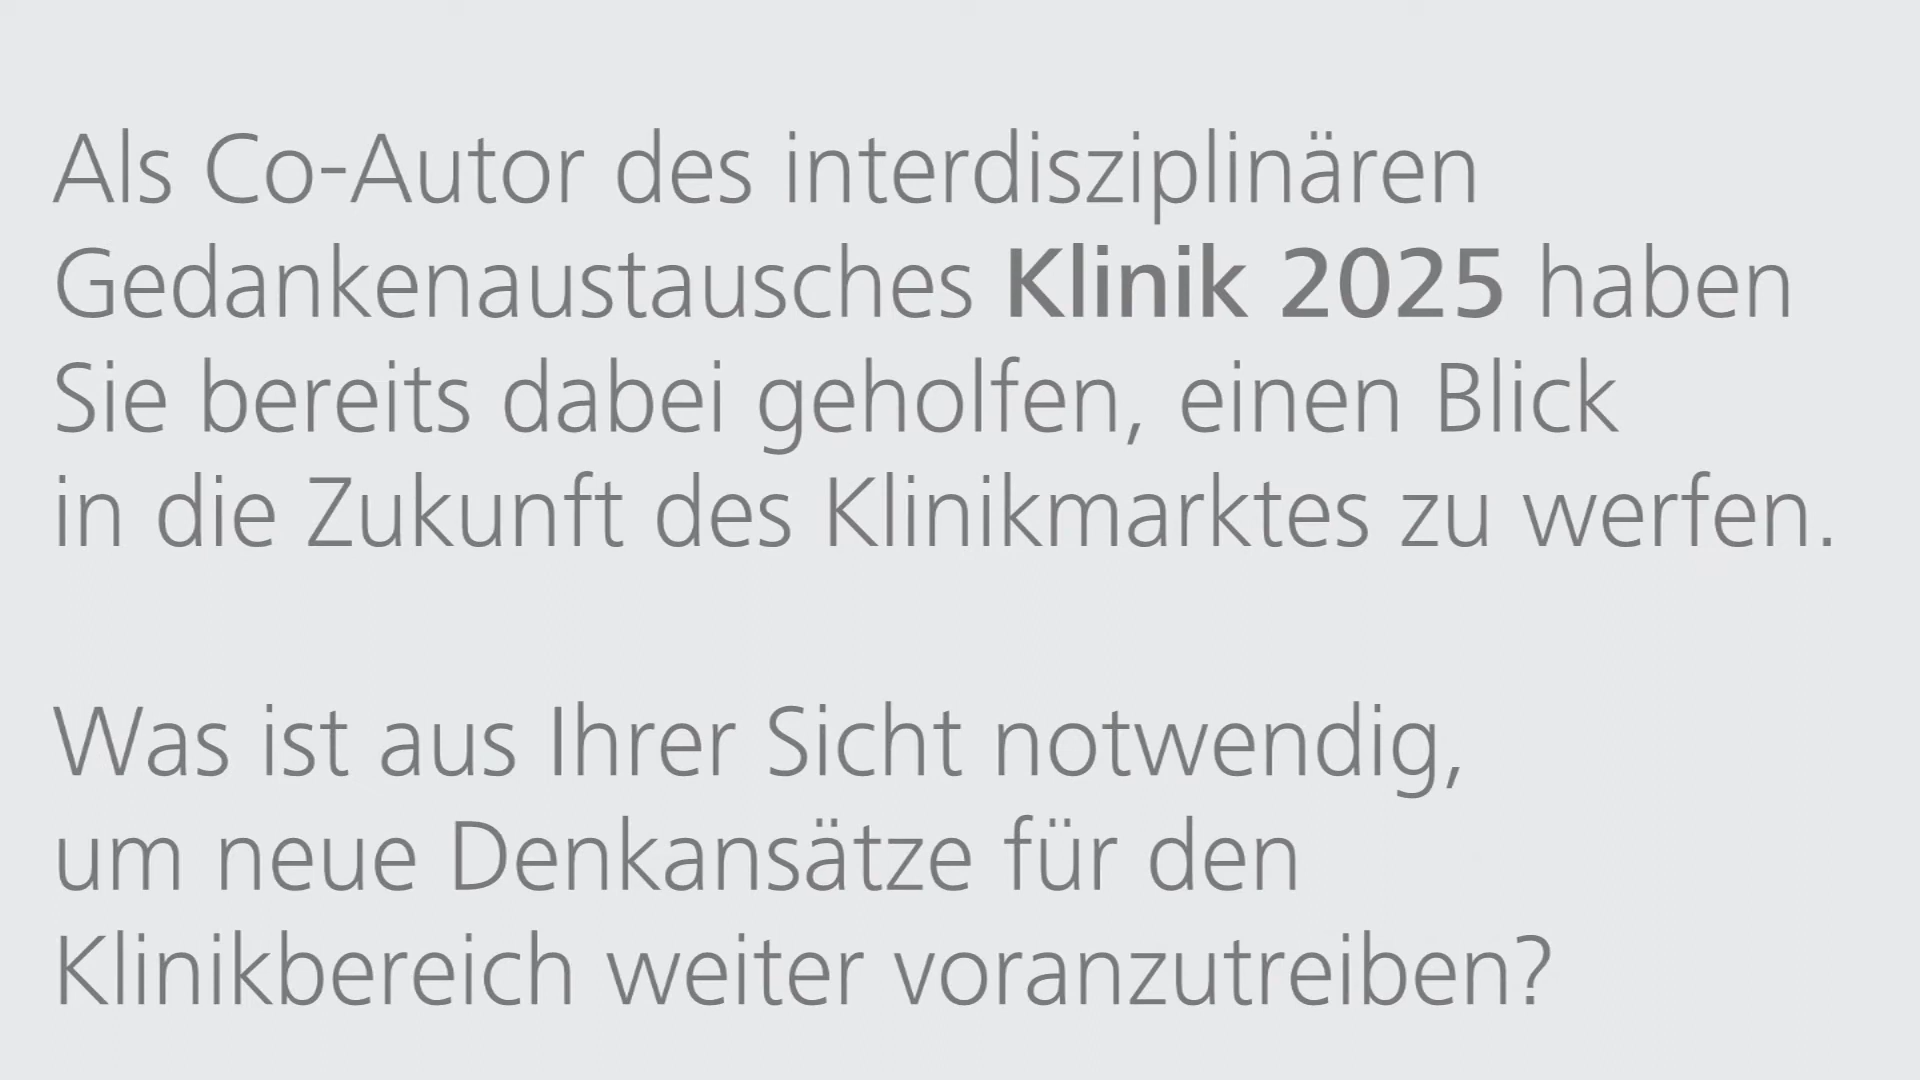 Als Co-Autor des interdisziplinären
Gedankenaustausches Klinik 2025 haben
Sie bereits dabei geholfen, einen Blick
in die Zukunft des Klinikmarktes zu werfen.
Was ist aus Ihrer Sicht notwendig,
um neue Denkansätze für den
Klinikbereich weiter voranzutreiben?